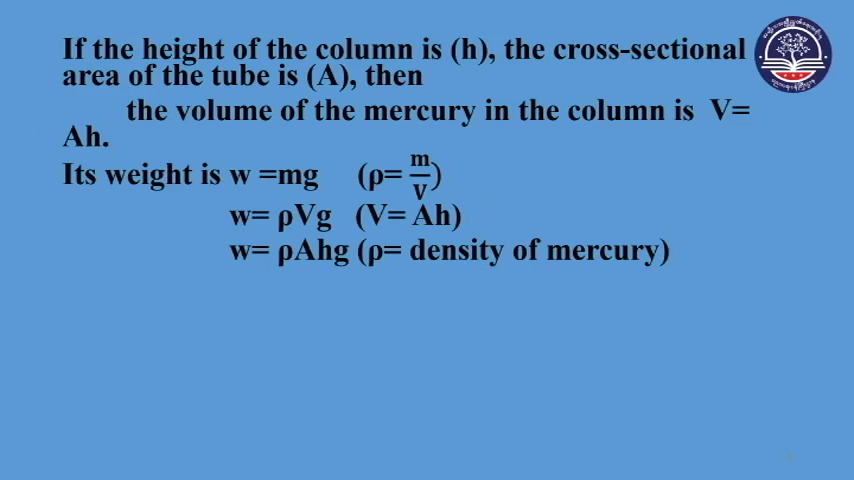 If the height of the column is (h), the cross-sectional
area of the tube is (A), then
the volume of the mercury in the column is V=
Ah.
Its weight is w =mg (ρ= m/V)
w= ρVg (V= Ah)
w= ρAhg (ρ= density of mercury)